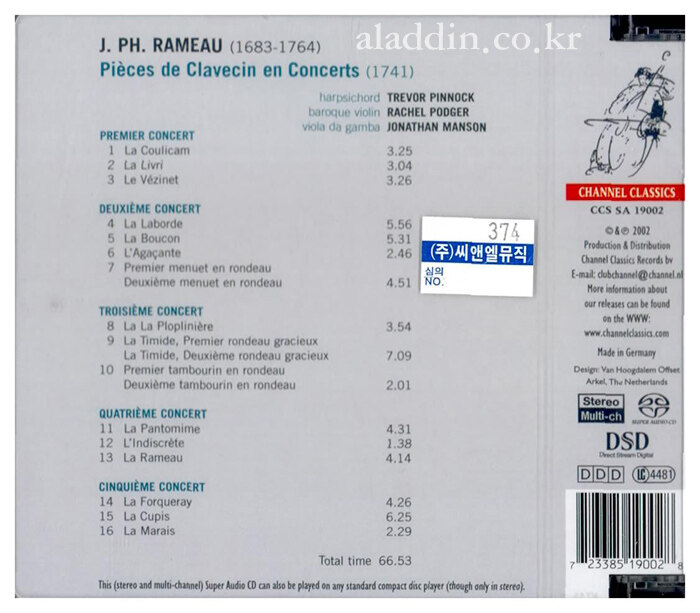 aladdin.co.kr
J. PH. RAMEAU (1683-1764)
Pièces de Clavecin en Concerts (1741)
harpsichord TREVOR PINNOCK
baroque violin RACHEL PODGER
viola da gamba JONATHAN MANSON
PREMIER CONCERT
1 La Coulicam 3.25
2 La Livri 3.04
3 Le Vézinet 3.26
DEUXIÈME CONCERT
4 La Laborde 5.56
5 La Boucon 5.31
6 L'Agaçante 2.46
7 Premier menuet en rondeau
Deuxième menuet en rondeau 4.51
TROISIÈME CONCERT
8 La La Ploplinière 3.54
9 La Timide, Premier rondeau gracieux
La Timide, Deuxième rondeau gracieux 7.09
10 Premier tambourin en rondeau
Deuxième tambourin en rondeau 2.01
QUATRIÈME CONCERT
11 La Pantomime 4.31
12 L'Indiscrète 1.38
13 La Rameau 4.14
CINQUIÈME CONCERT
14 La Forqueray 4.26
15 La Cupis 6.25
16 La Marais 2.29
Total time 66.53
This (stereo and multi-channel) Super Audio CD can also be played on any standard compact disc player (though only in stereo).
374
(주)씨앤엘뮤직
심의
NO.
CHANNEL CLASSICS
CCS SA 19002
©& ℗ 2002
Production & Distribution
Channel Classics Records bv
E-mail; clubchannel@channel.nl
More information about
our releases can be found
on the WWW:
www.channelclassics.com
Made in Germany
Design: Van Hoogdalem Offset
Arkel, The Netherlands
Stereo
Multi-ch
SUPER AUDIO CD
DSD
Direct Stream Digital
DDD LC 4481
7 23385 19002 8